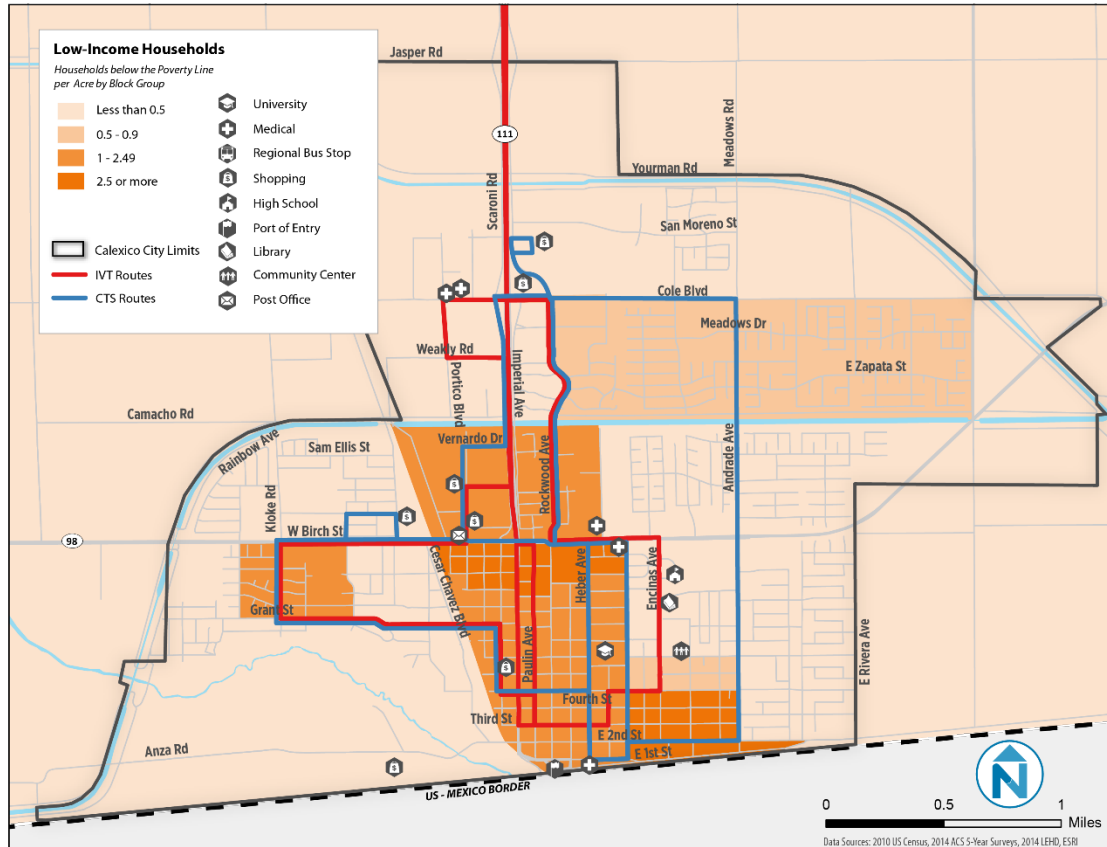 Low-Income Households
Households below the Poverty Line
per Acre by Block Group
Less than 0.5
0.5 - 0.9
1 - 2.49
2.5 or more
University
Medical
Regional Bus Stop
Shopping
High School
Port of Entry
Library
Community Center
Post Office
Calexico City Limits
IVT Routes
CTS Routes
Jasper Rd
111
Scaroni Rd
Meadows Rd
Yourman Rd
San Moreno St
Cole Blvd
Meadows Dr
E Zapata St
Weakly Rd
Portico Blvd
Imperial Ave
Camacho Rd
Rainbow Ave
Sam Ellis St
Vernardo Dr
Rockwood Ave
Andrade Ave
Kloke Rd
W Birch St
98
Cesar Chavez Blvd
Heber Ave
Encinas Ave
Grant St
Paulin Ave
E Rivera Ave
Fourth St
Third St
E 2nd St
E 1st St
Anza Rd
US - MEXICO BORDER
N
0 0.5 1
Miles
Data Sources: 2010 US Census, 2014 ACS 5-Year Surveys, 2014 LEHD, ESRI